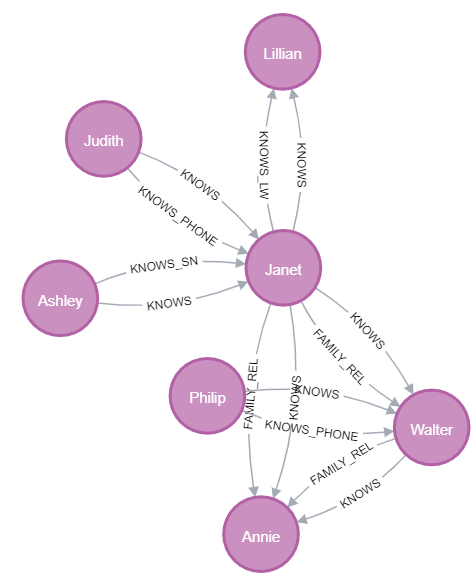 Lillian
KNOWS_LW
KNOWS
Judith
KNOWS
KNOWS_PHONE
Janet
KNOWS_SN
KNOWS
Ashley
KNOWS
FAMILY_REL
FAMILY_REL
KNOWS
Philip
KNOWS
KNOWS_PHONE
Walter
FAMILY_REL
KNOWS
Annie